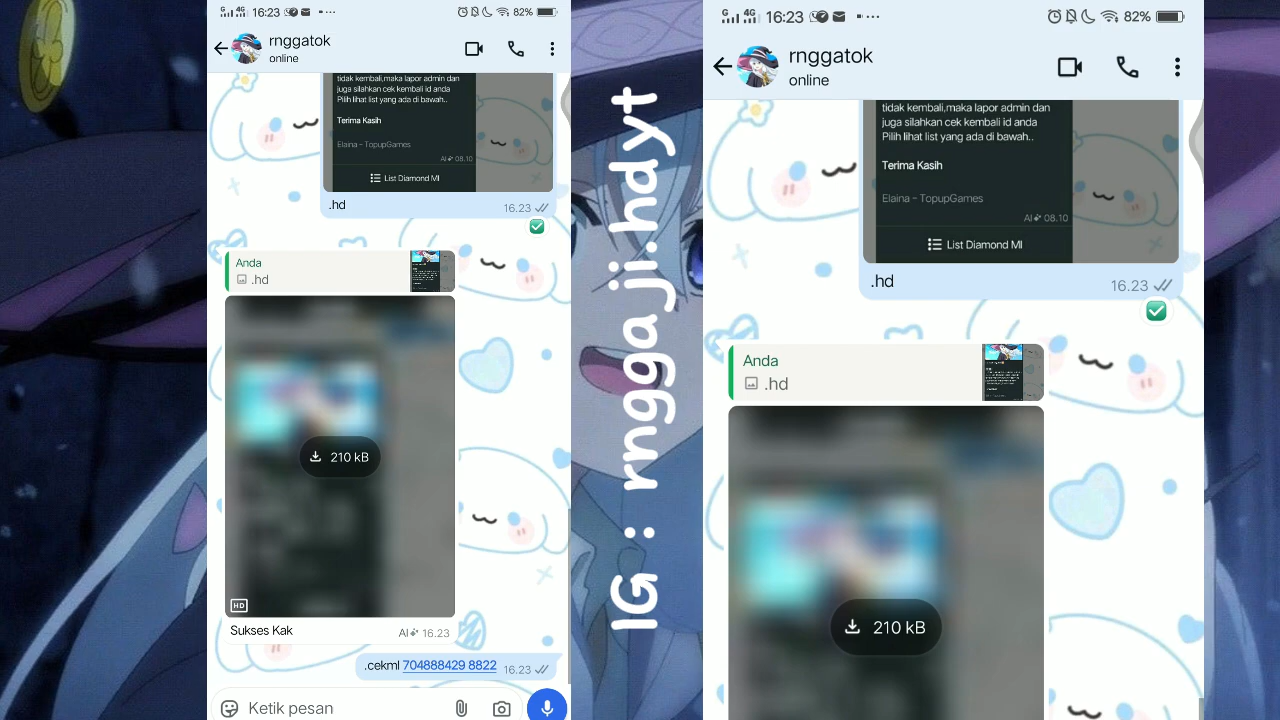 16:23
82%
rnggatok
online
tidak kembali,maka lapor admin dan
juga silahkan cek kembali id anda
Pilih lihat list yang ada di bawah..
Terima Kasih
Elaina - TopupGames
AI 08.10
List Diamond Ml
.hd
16.23
Anda
.hd
210 kB
HD
Sukses Kak
AI 16.23
.cekml 704888429 8822 16.23
Ketik pesan
IG : rnggaji.hdyt
G 4G 16:23
82%
rnggatok
online
tidak kembali,maka lapor admin dan
juga silahkan cek kembali id anda
Pilih lihat list yang ada di bawah..
Terima Kasih
Elaina - TopupGames
AI 08.10
List Diamond Ml
.hd
16.23
Anda
.hd
210 kB